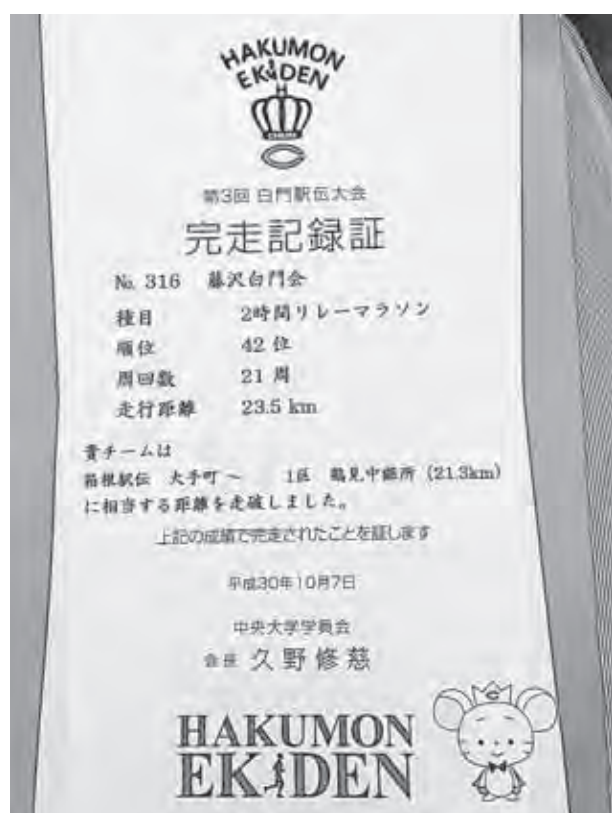 HAKUMON
EKIDEN
第3回 白門駅伝大会
完走記録証
No. 316 藤沢白門会
種目 2時間リレーマラソン
順位 42 位
周回数 21 周
走行距離 23.5 km
貴チームは
箱根駅伝 大手町 ~ 1区 鶴見中継所 (21.3km)
に相当する距離を走破しました。
上記の成績で完走されたことを証します
平成30年10月7日
中央大学学員会
会長 久野修慈
HAKUMON
EKIDEN